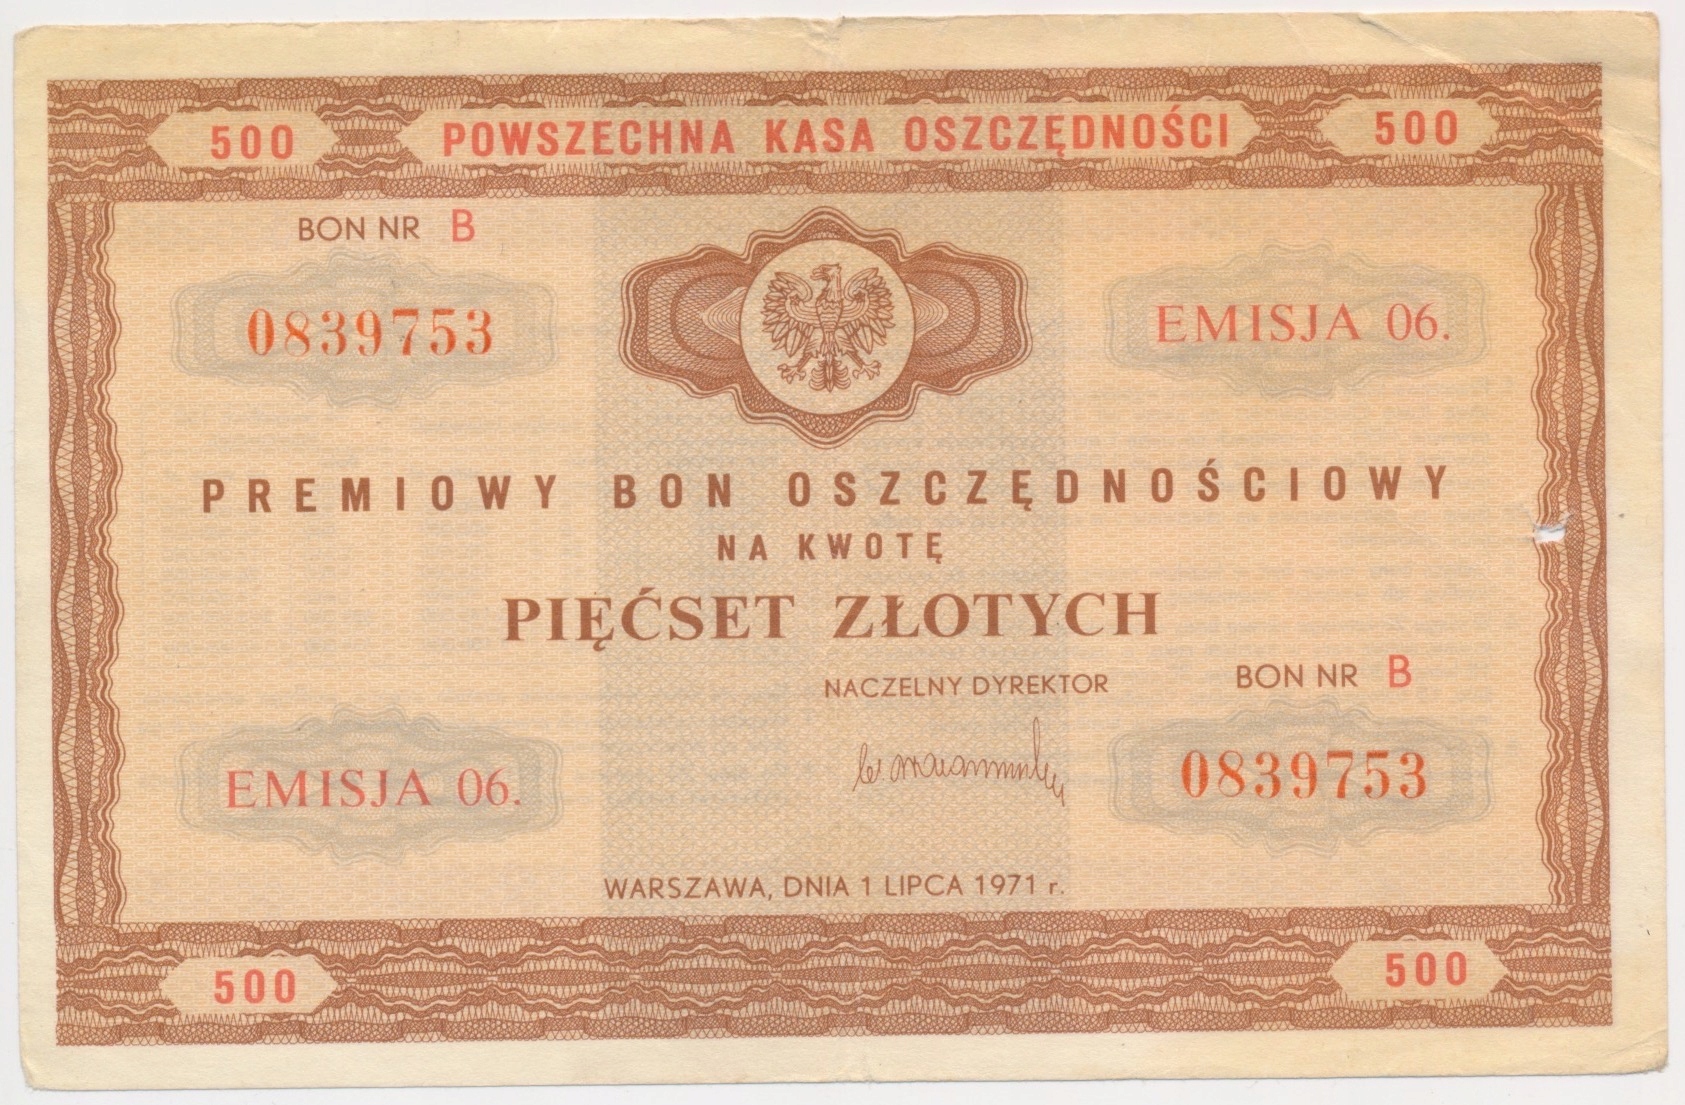 500 POWSZECHNA KASA OSZCZĘDNOŚCI 500
BON NR B
0839753
EMISJA 06.
PREMIOWY BON OSZCZĘDNOŚCIOWY
NA KWOTĘ
PIĘĆSET ZŁOTYCH
NACZELNY DYREKTOR
BON NR B
EMISJA 06.
0839753
WARSZAWA, DNIA 1 LIPCA 1971 r.
500
500